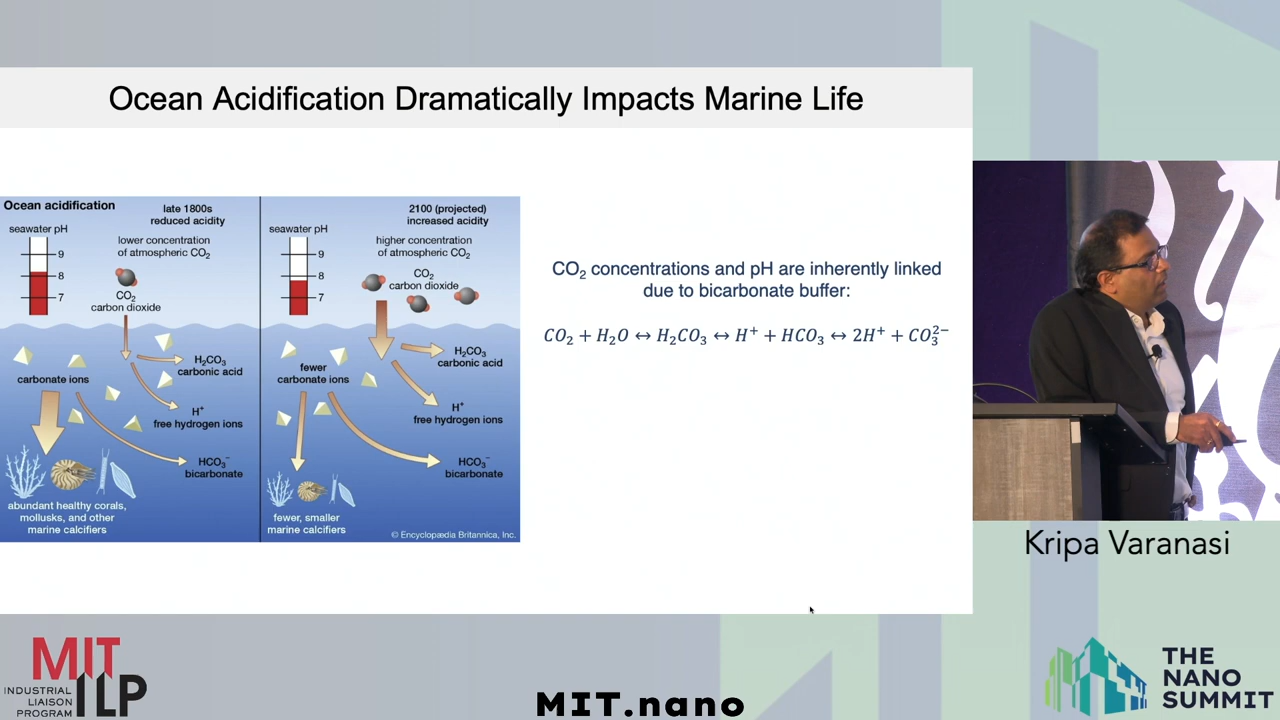 Ocean Acidification Dramatically Impacts Marine Life
Ocean acidification
late 1800s
reduced acidity
seawater pH
9
8
7
lower concentration
of atmospheric CO₂
CO₂
carbon dioxide
H₂CO₃
carbonic acid
carbonate ions
H⁺
free hydrogen ions
HCO₃⁻
bicarbonate
abundant healthy corals,
mollusks, and other
marine calcifiers
2100 (projected)
increased acidity
seawater pH
9
8
7
higher concentration
of atmospheric CO₂
CO₂
carbon dioxide
H₂CO₃
carbonic acid
fewer
carbonate ions
H⁺
free hydrogen ions
HCO₃⁻
bicarbonate
fewer, smaller
marine calcifiers
© Encyclopædia Britannica, Inc.
CO₂ concentrations and pH are inherently linked
due to bicarbonate buffer:
CO₂ + H₂O ↔ H₂CO₃ ↔ H⁺ + HCO₃ ↔ 2H⁺ + CO₃²⁻
Kripa Varanasi
MIT
ILP
INDUSTRIAL
LIAISON
PROGRAM
MIT.nano
THE
NANO
SUMMIT